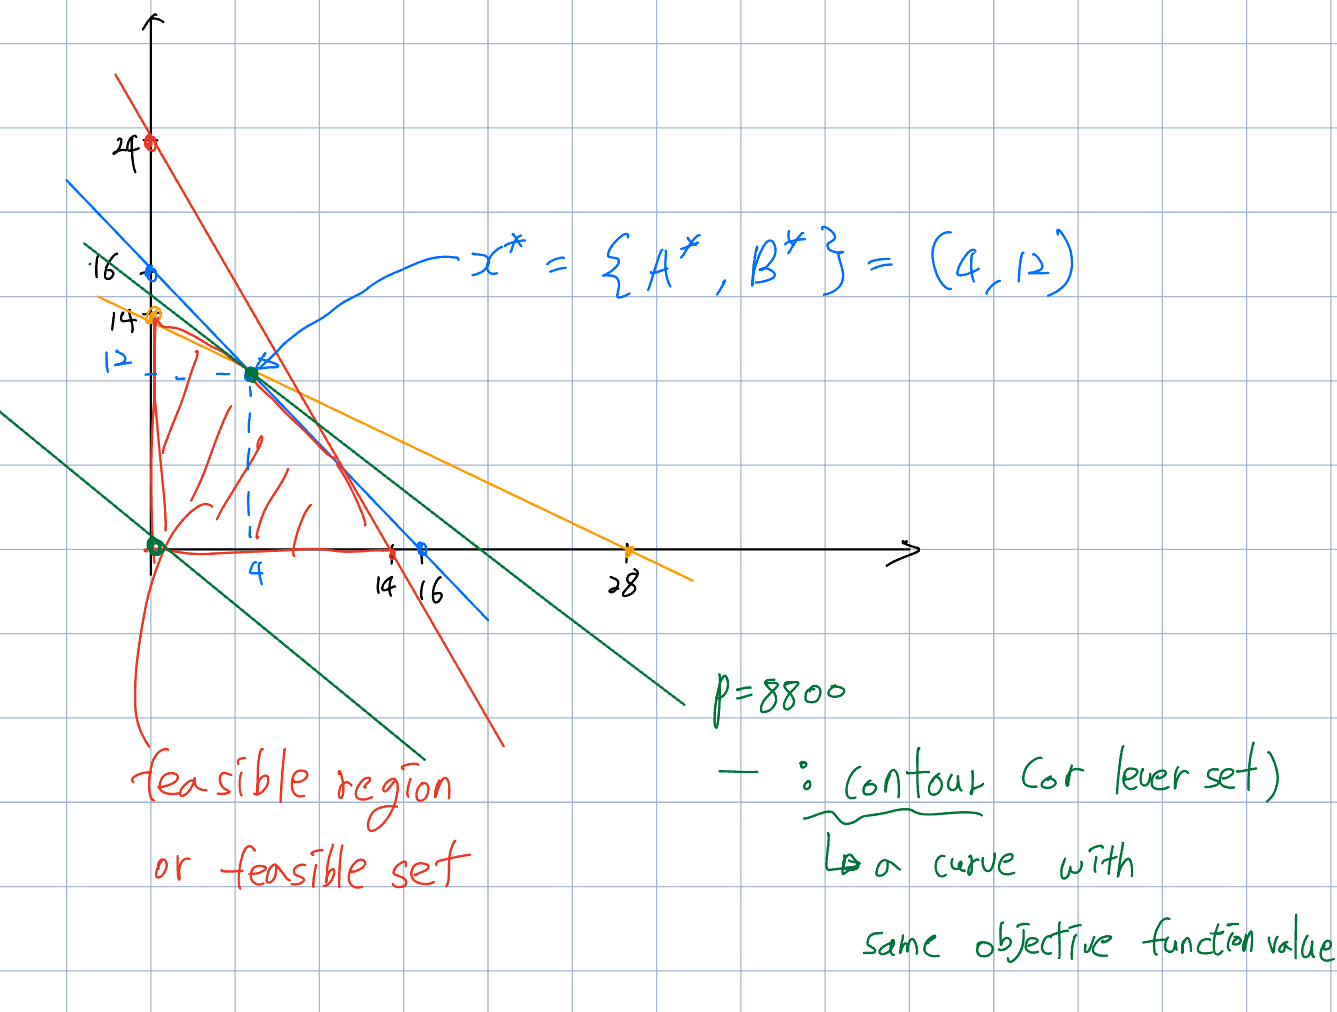 24
16
x* = {A*, B*} = (4, 12)
14
12
4
14
16
28
P=8800
feasible region
— : contour (or lever set)
or feasible set
↳ a curve with
same objective function value